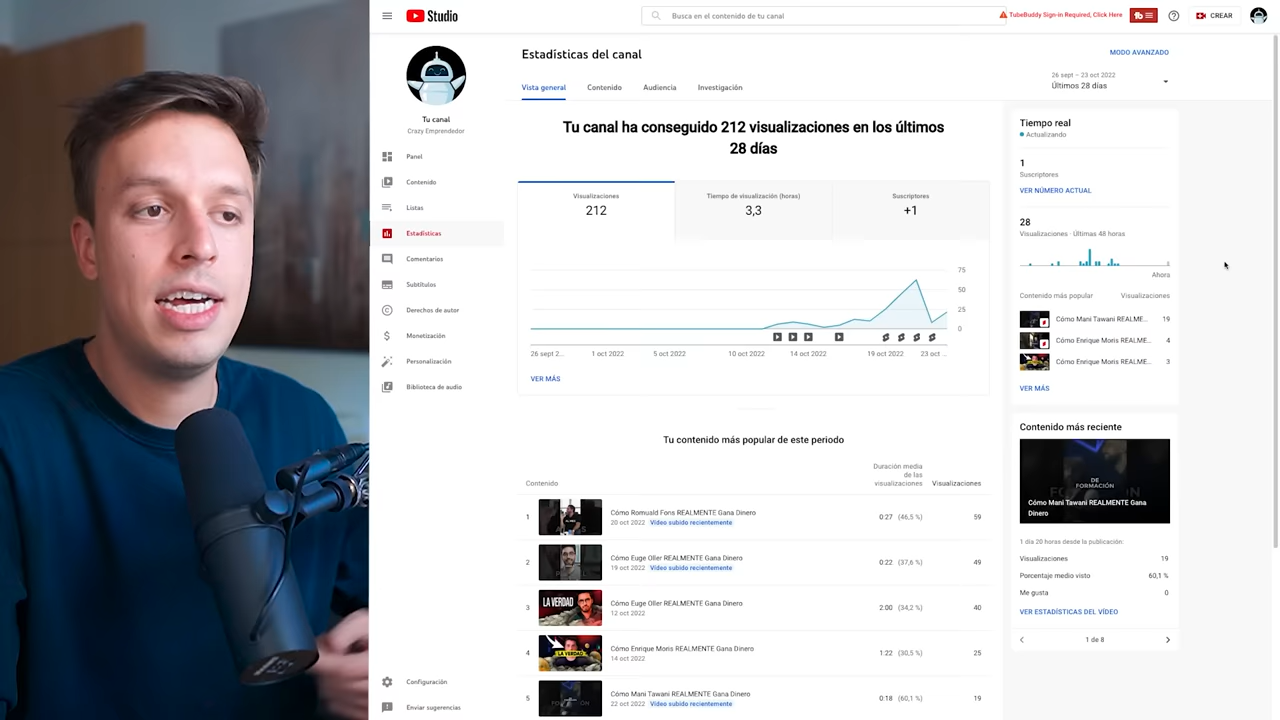 Studio
Busca en el contenido de tu canal
TubeBuddy Sign-in Required, Click Here
tb
CREAR
Tu canal
Crazy Emprendedor
Panel
Contenido
Listas
Estadísticas
Comentarios
Subtítulos
Derechos de autor
Monetización
Personalización
Biblioteca de audio
Configuración
Enviar sugerencias
Estadísticas del canal
MODO AVANZADO
Vista general
Contenido
Audiencia
Investigación
26 sept – 23 oct 2022
Últimos 28 días
Tu canal ha conseguido 212 visualizaciones en los últimos
28 días
Visualizaciones
212
Tiempo de visualización (horas)
3,3
Suscriptores
+1
75
50
25
0
26 sept 2...
1 oct 2022
5 oct 2022
10 oct 2022
14 oct 2022
19 oct 2022
23 oct ...
VER MÁS
Tu contenido más popular de este periodo
Contenido
Duración media
de las
visualizaciones
Visualizaciones
1
Cómo Romuald Fons REALMENTE Gana Dinero
20 oct 2022 Vídeo subido recientemente
0:27 (46,5 %)
59
2
Cómo Euge Oller REALMENTE Gana Dinero
19 oct 2022 Vídeo subido recientemente
0:22 (37,6 %)
49
3
LA VERDAD
Cómo Euge Oller REALMENTE Gana Dinero
12 oct 2022
2:00 (34,2 %)
40
4
LA VERDAD
Cómo Enrique Moris REALMENTE Gana Dinero
14 oct 2022
1:22 (30,5 %)
25
5
Cómo Mani Tawani REALMENTE Gana Dinero
22 oct 2022 Vídeo subido recientemente
0:18 (60,1 %)
19
Tiempo real
Actualizando
1
Suscriptores
VER NÚMERO ACTUAL
28
Visualizaciones · Últimas 48 horas
0
Ahora
Contenido más popular
Visualizaciones
Cómo Mani Tawani REALME...
19
Cómo Enrique Moris REALME...
4
Cómo Enrique Moris REALME...
3
VER MÁS
Contenido más reciente
DE
FORMACIÓN
Cómo Mani Tawani REALMENTE Gana
Dinero
1 día 20 horas desde la publicación:
Visualizaciones
19
Porcentaje medio visto
60,1 %
Me gusta
0
VER ESTADÍSTICAS DEL VÍDEO
1 de 8